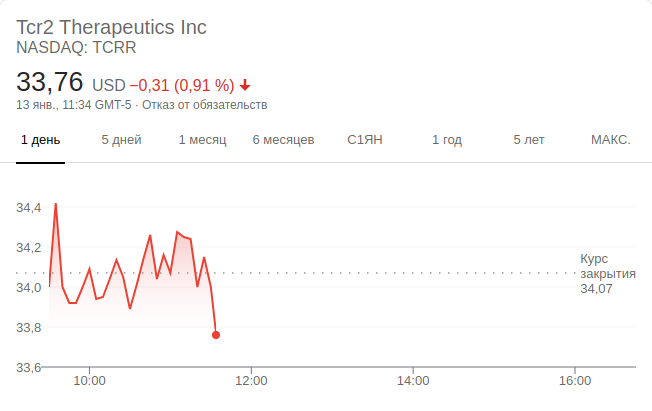 Tcr2 Therapeutics Inc
NASDAQ: TCRR
33,76 USD −0,31 (0,91 %)
13 янв., 11:34 GMT-5 · Отказ от обязательств
1 день 5 дней 1 месяц 6 месяцев С1ЯН 1 год 5 лет МАКС.
34,4
34,2
34,0
33,8
33,6
Курс
закрытия
34,07
10:00 12:00 14:00 16:00